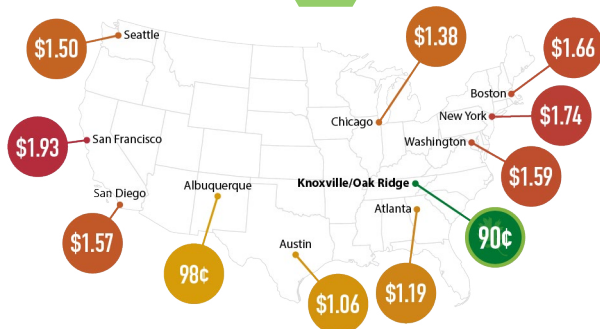 $1.50
Seattle
$1.38
$1.66
Boston
Chicago
New York
$1.74
$1.93
San Francisco
Washington
$1.59
San Diego
Albuquerque
Knoxville/Oak Ridge
Atlanta
90¢
$1.57
98¢
Austin
$1.06
$1.19